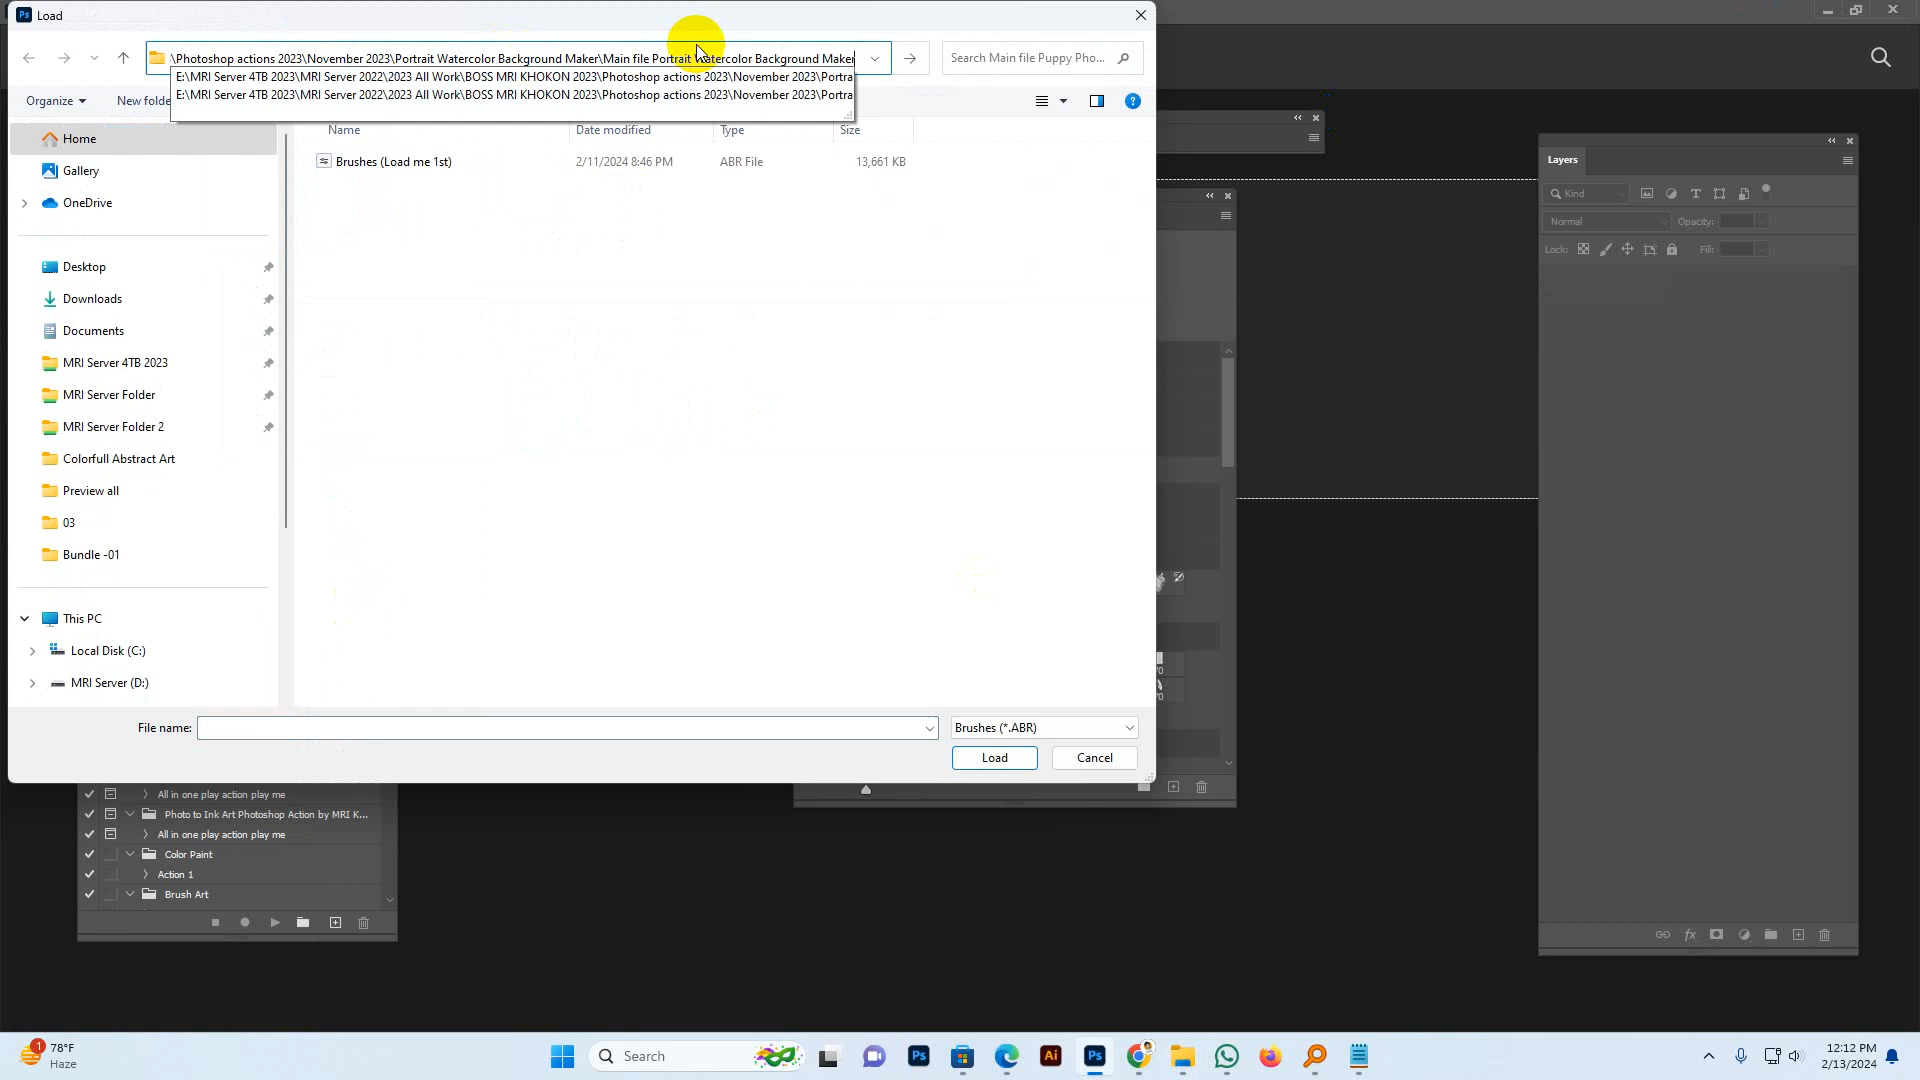 Ps Load
\Photoshop actions 2023\November 2023\Portrait Watercolor Background Maker\Main file Portrait Watercolor Background Maker
Search Main file Puppy Pho...
E:\MRI Server 4TB 2023\MRI Server 2022\2023 All Work\BOSS MRI KHOKON 2023\Photoshop actions 2023\November 2023\Portra
E:\MRI Server 4TB 2023\MRI Server 2022\2023 All Work\BOSS MRI KHOKON 2023\Photoshop actions 2023\November 2023\Portra
Organize New folde
Name Date modified Type Size
Brushes (Load me 1st) 2/11/2024 8:46 PM ABR File 13,661 KB
Home
Gallery
OneDrive
Desktop
Downloads
Documents
MRI Server 4TB 2023
MRI Server Folder
MRI Server Folder 2
Colorfull Abstract Art
Preview all
03
Bundle -01
This PC
Local Disk (C:)
MRI Server (D:)
File name: Brushes (*.ABR)
Load Cancel
Layers
Kind
Normal Opacity:
Lock: Fill:
All in one play action play me
Photo to Ink Art Photoshop Action by MRI K...
All in one play action play me
Color Paint
Action 1
Brush Art
fx
1 78°F
Haze
Search
Ps
Ai
Ps
12:12 PM
2/13/2024